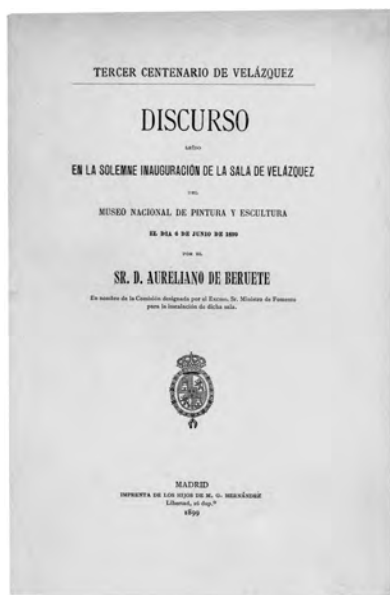 TERCER CENTENARIO DE VELÁZQUEZ
DISCURSO
LEÍDO
EN LA SOLEMNE INAUGURACIÓN DE LA SALA DE VELÁZQUEZ
DEL
MUSEO NACIONAL DE PINTURA Y ESCULTURA
EL DIA 6 DE JUNIO DE 1899
POR EL
SR. D. AURELIANO DE BERUETE
En nombre de la Comisión designada por el Excmo. Sr. Ministro de Fomento
para la instalación de dicha sala.
MADRID
IMPRENTA DE LOS HIJOS DE M. G. HERNÁNDEZ
Libertad, 16 dup.º
1899